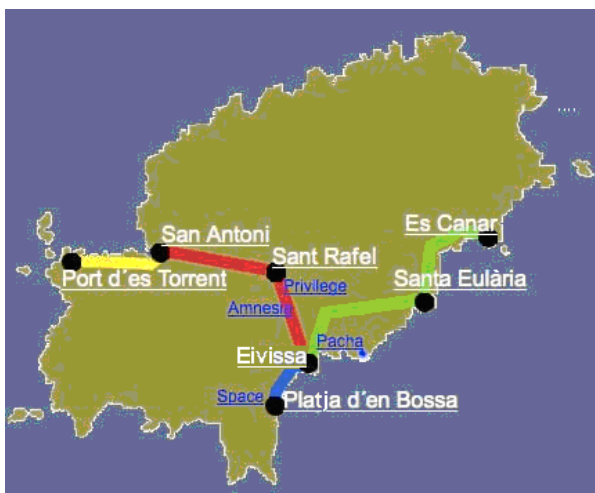 Es Canar
San Antoni
Sant Rafel
Port d´es Torrent
Santa Eulària
Privilege
Amnesia
Pacha
Eivissa
Space
Platja d´en Bossa